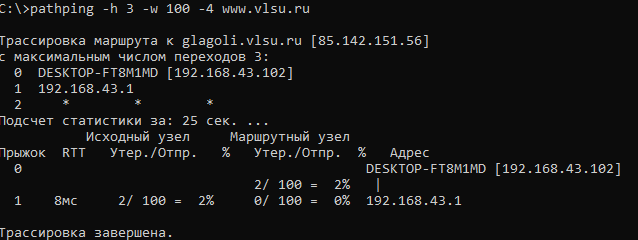 C:\>pathping -h 3 -w 100 -4 www.vlsu.ru
Трассировка маршрута к glagoli.vlsu.ru [85.142.151.56]
с максимальным числом переходов 3:
0 DESKTOP-FT8M1MD [192.168.43.102]
1 192.168.43.1
2 * * *
Подсчет статистики за: 25 сек. ...
Исходный узел Маршрутный узел
Прыжок RTT Утер./Отпр. % Утер./Отпр. % Адрес
0 DESKTOP-FT8M1MD [192.168.43.102]
2/ 100 = 2% |
1 8мс 2/ 100 = 2% 0/ 100 = 0% 192.168.43.1
Трассировка завершена.